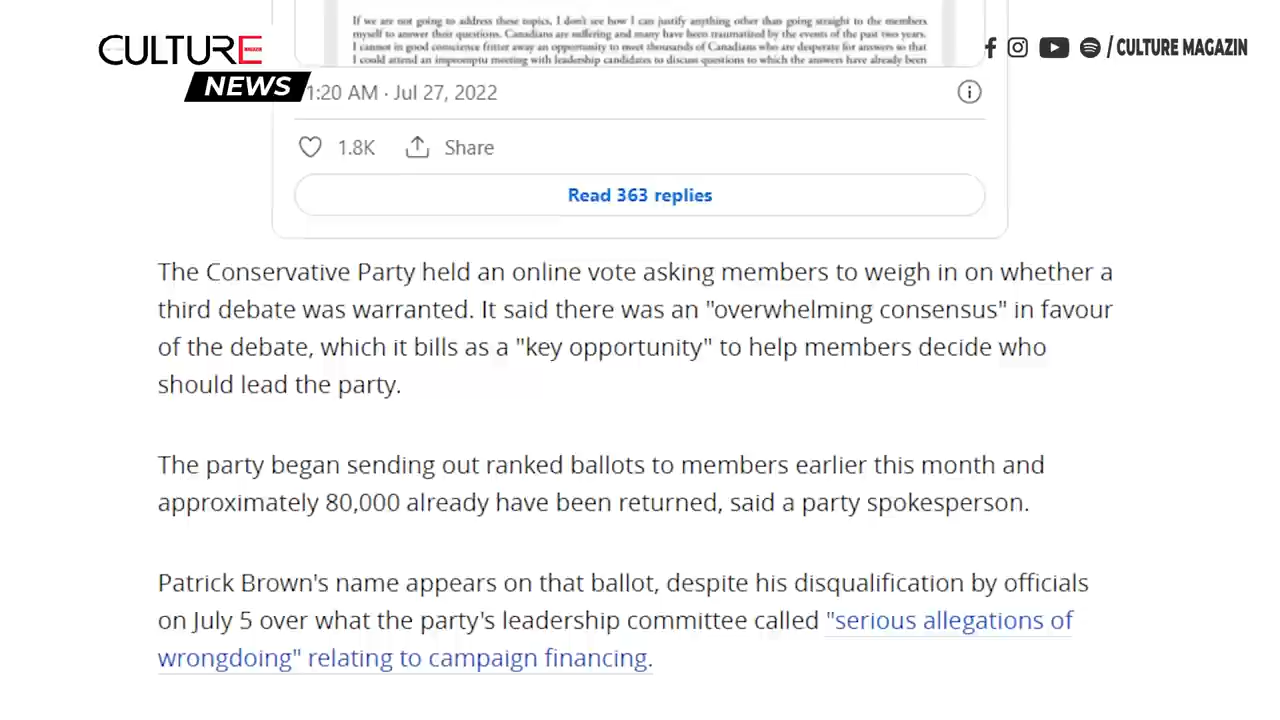 If we are not going to address these topics, I don't see how I can justify anything other than going straight to the members
myself to answer their questions. Canadians are suffering and many have been traumatized by the events of the past two years.
I cannot in good conscience fritter away an opportunity to meet thousands of Canadians who are desperate for answers so that
I could attend an impromptu meeting with leadership candidates to discuss questions to which the answers have already been
CULTURE
NEWS
/ CULTURE MAGAZIN
1:20 AM · Jul 27, 2022
1.8K Share
Read 363 replies
The Conservative Party held an online vote asking members to weigh in on whether a
third debate was warranted. It said there was an "overwhelming consensus" in favour
of the debate, which it bills as a "key opportunity" to help members decide who
should lead the party.
The party began sending out ranked ballots to members earlier this month and
approximately 80,000 already have been returned, said a party spokesperson.
Patrick Brown's name appears on that ballot, despite his disqualification by officials
on July 5 over what the party's leadership committee called "serious allegations of
wrongdoing" relating to campaign financing.